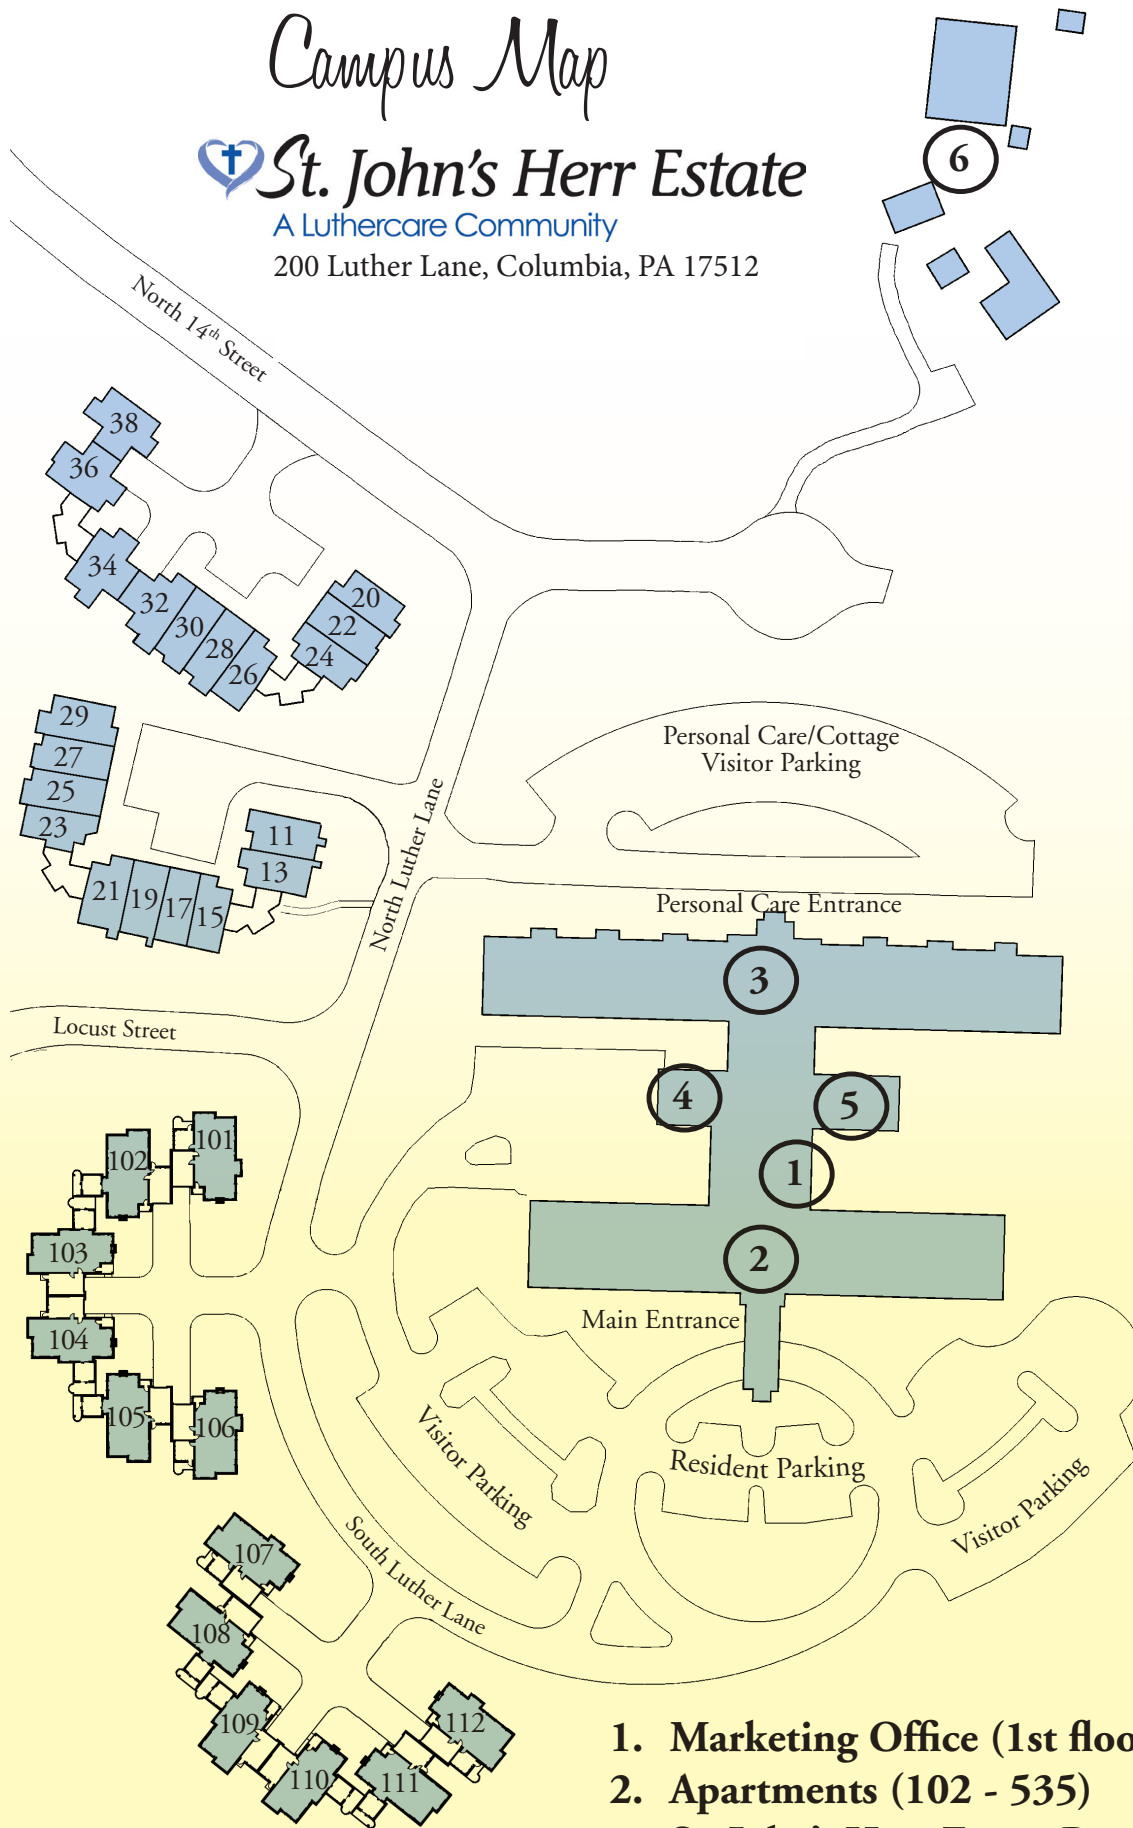 Campus Map
St. John's Herr Estate
A Luthercare Community
200 Luther Lane, Columbia, PA 17512
6
North 14th Street
38
36
34
32
30
28
26
20
22
24
29
27
25
23
21
19
17
15
11
13
North Luther Lane
Personal Care/Cottage
Visitor Parking
Personal Care Entrance
3
Locust Street
4
5
1
2
101
102
103
104
105
106
Main Entrance
Visitor Parking
Resident Parking
Visitor Parking
South Luther Lane
107
108
109
110
111
112
1. Marketing Office (1st floo
2. Apartments (102 - 535)